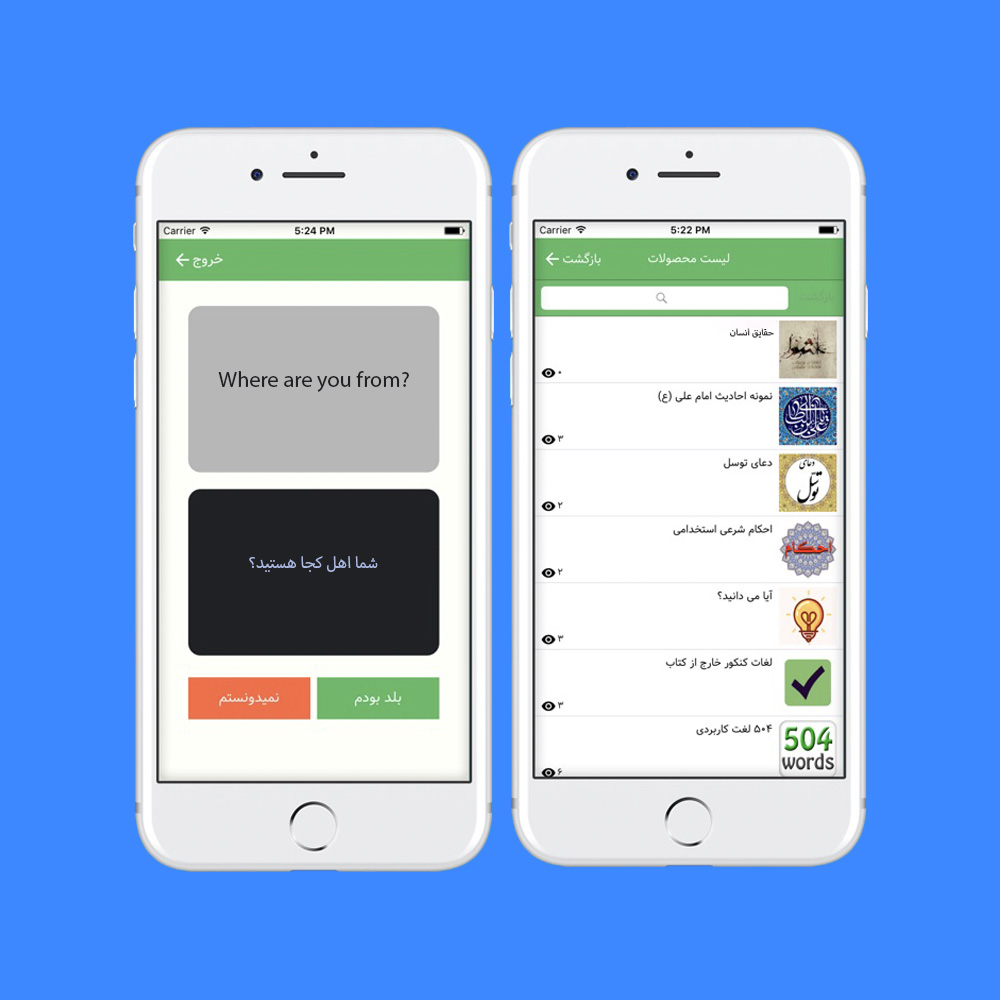 Carrier
5:24 PM
خروج
Where are you from?
شما اهل کجا هستید؟
نمیدونستم
بلد بودم
Carrier
5:22 PM
بازگشت
لیست محصولات
بازگشت
حقایق انسان
۰
نمونه احادیث امام علی (ع)
۳
دعای توسل
دعای
توسل
۲
احکام شرعی استخدامی
احکام
۲
آیا می دانید؟
۳
لغات کنکور خارج از کتاب
۳
۵۰۴ لغت کاربردی
504
words
۶